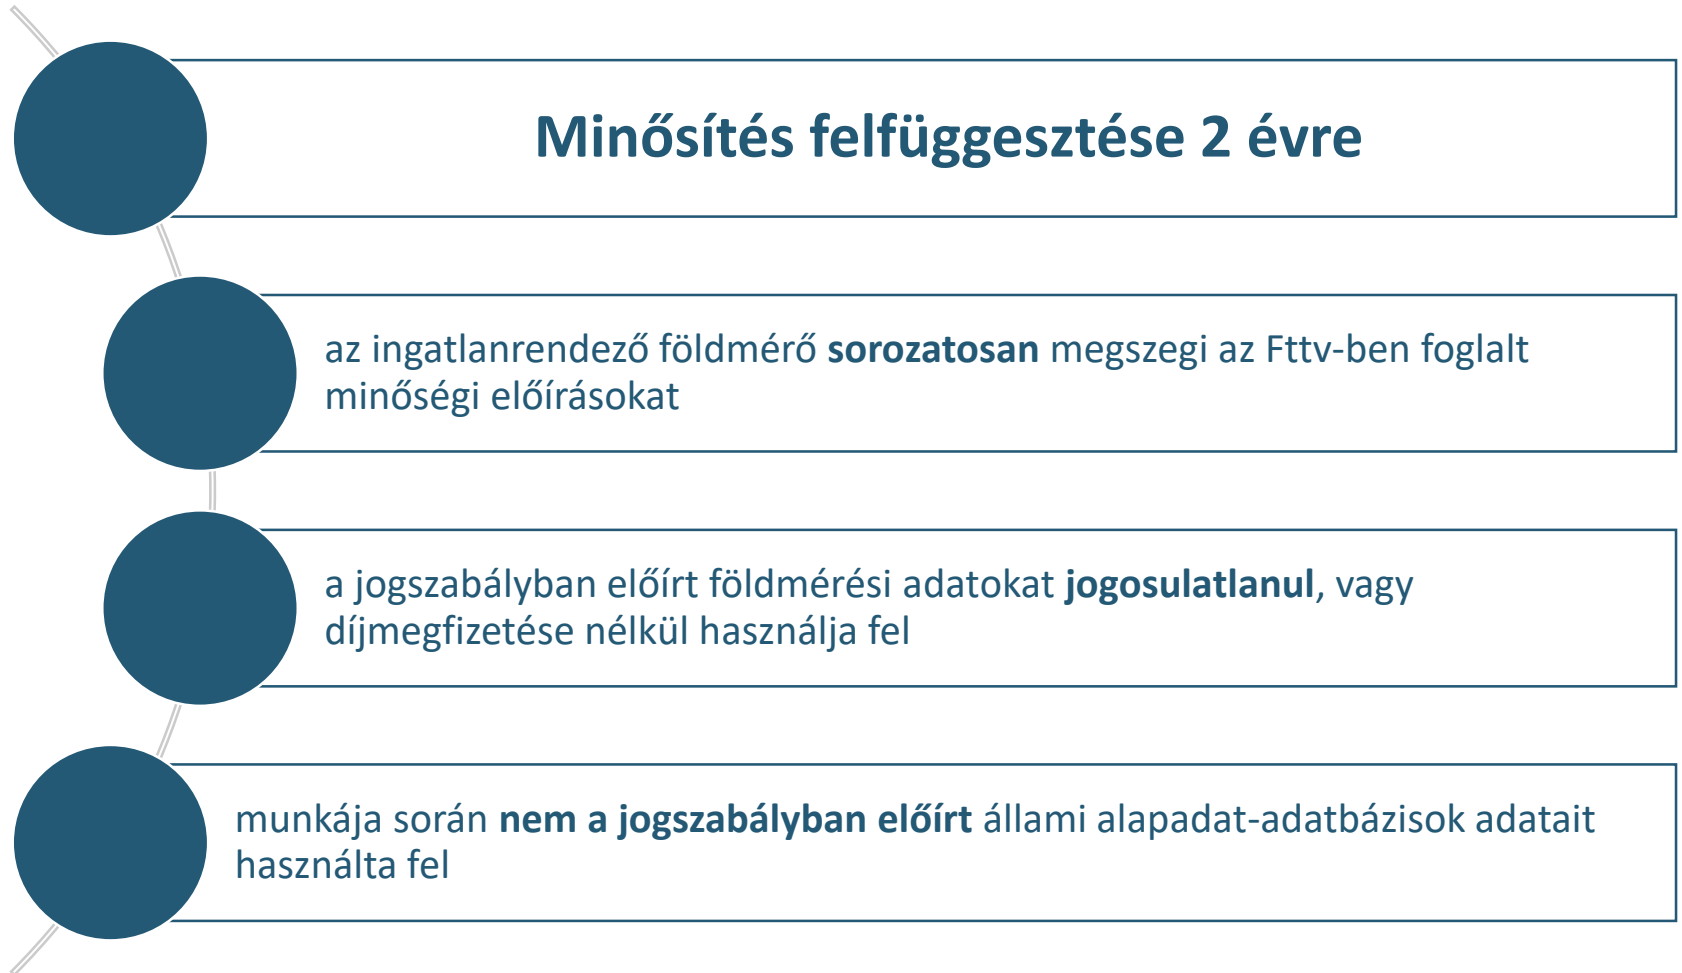 Minősítés felfüggesztése 2 évre
az ingatlanrendező földmérő sorozatosan megszegi az Fttv-ben foglalt
minőségi előírásokat
a jogszabályban előírt földmérési adatokat jogosulatlanul, vagy
díjmegfizetése nélkül használja fel
munkája során nem a jogszabályban előírt állami alapadat-adatbázisok adatait
használta fel